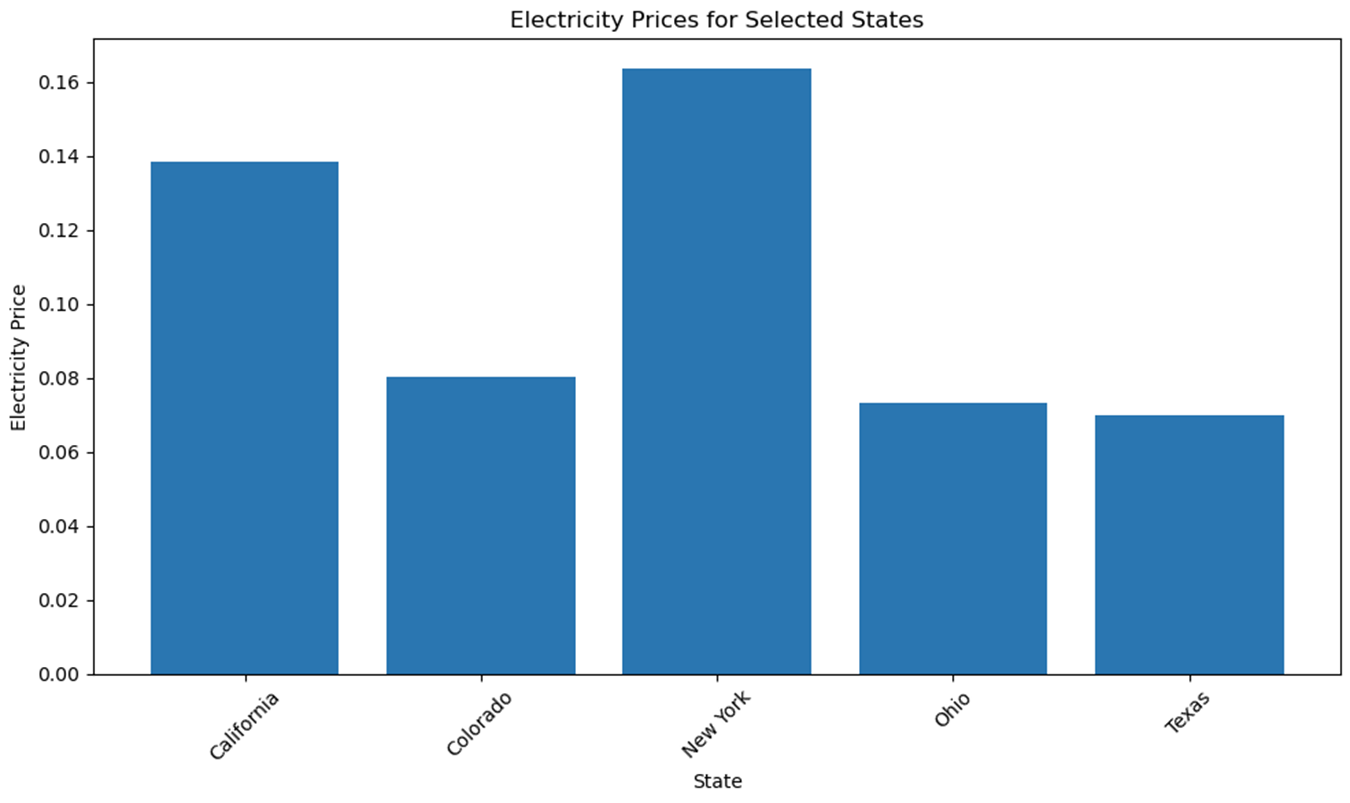 Electricity Prices for Selected States
Electricity Price
0.16
0.14
0.12
0.10
0.08
0.06
0.04
0.02
0.00
California
Colorado
New York
Ohio
Texas
State